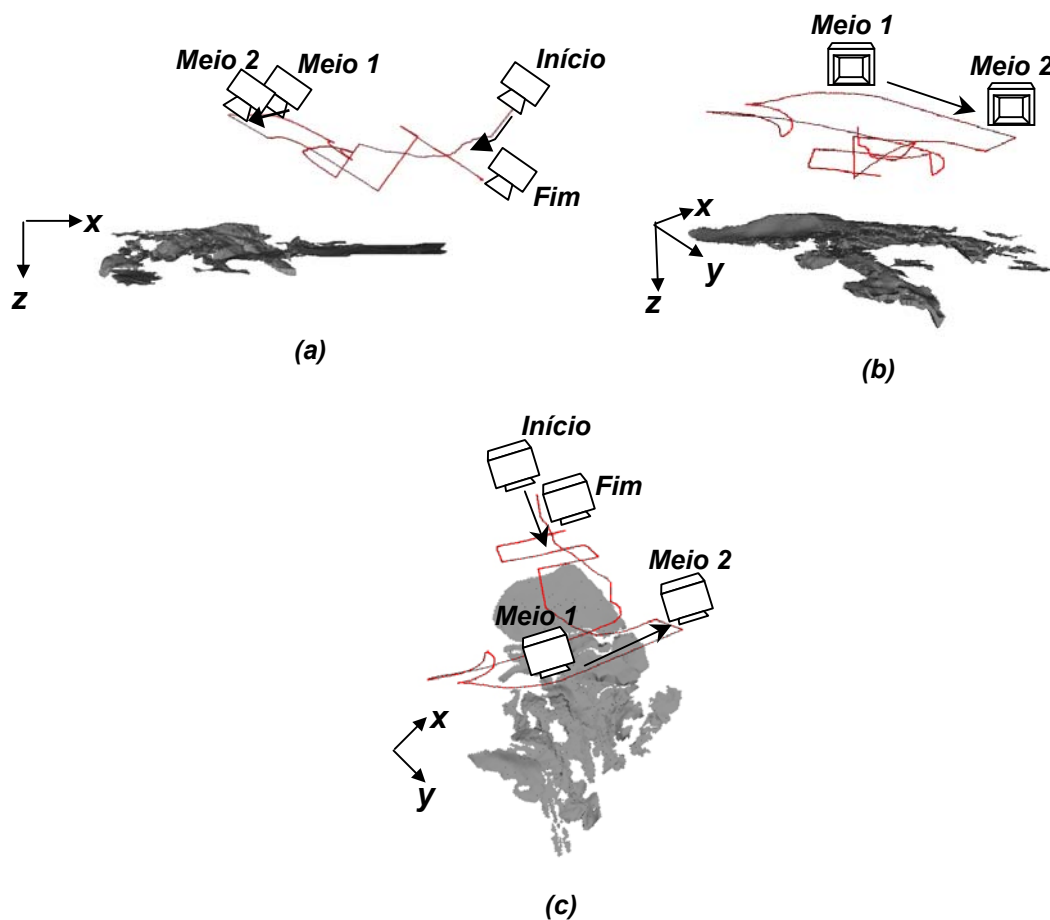 Meio 2
Meio 1
Início
Fim
x
z
(a)
Meio 1
Meio 2
x
y
z
(b)
Início
Fim
Meio 2
Meio 1
x
y
(c)